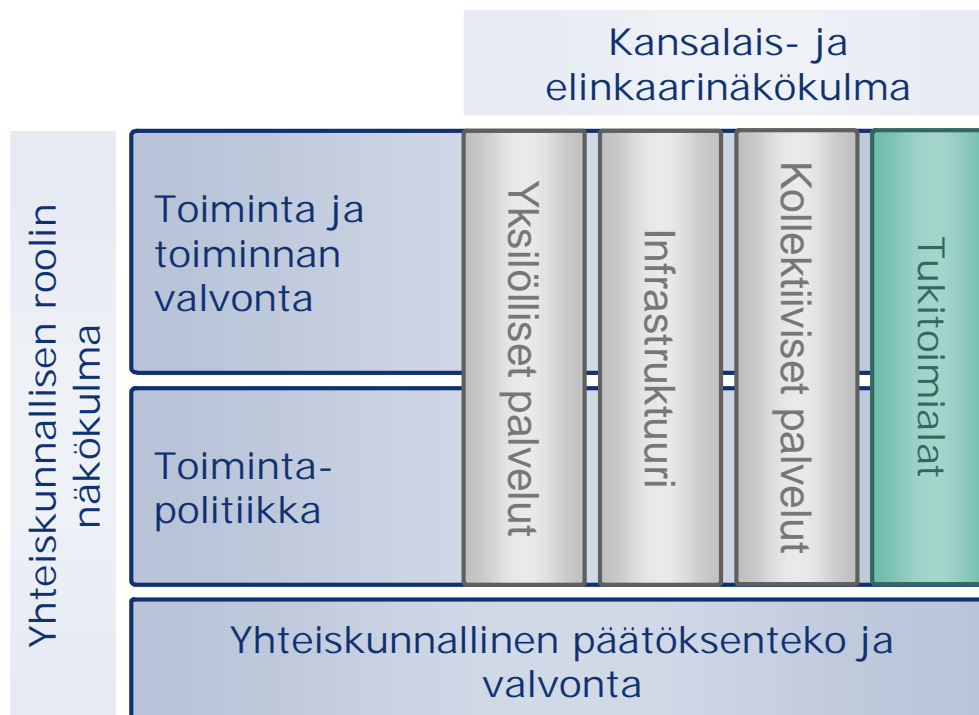 Kansalais- ja
elinkaarinäkökulma
Yhteiskunnallisen roolin
näkökulma
Toiminta ja
toiminnan
valvonta
Toiminta-
politiikka
Yksilölliset palvelut
Infrastruktuuri
Kollektiiviset palvelut
Tukitoimialat
Yhteiskunnallinen päätöksenteko ja
valvonta